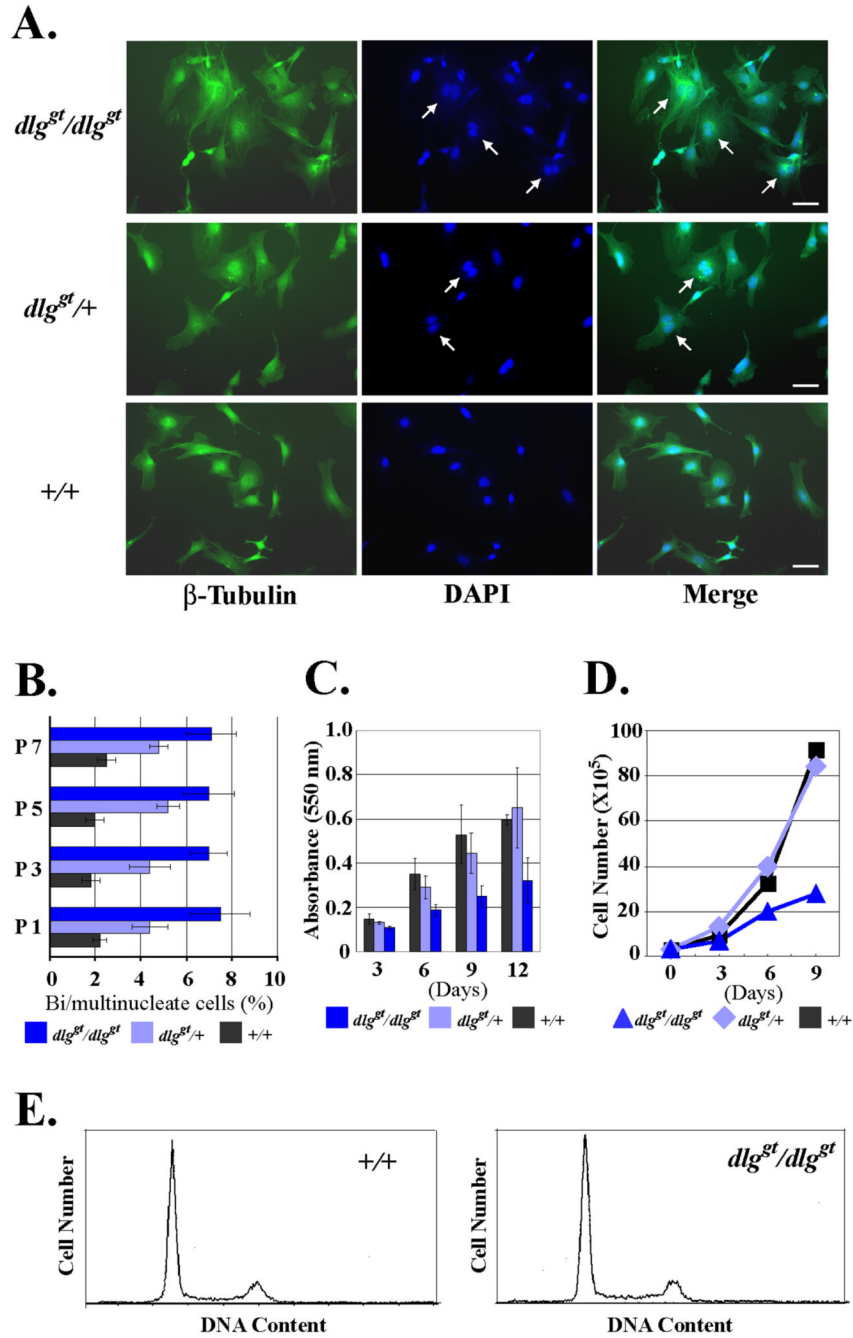 A.
dlg^gt/dlg^gt
dlg^gt/+
+/+
β-Tubulin DAPI Merge
B.
P 7
P 5
P 3
P 1
0 2 4 6 8 10
Bi/multinucleate cells (%)
dlg^gt/dlg^gt dlg^gt/+ +/+
C.
Absorbance (550 nm)
1.0
0.8
0.6
0.4
0.2
0
3 6 9 12
(Days)
dlg^gt/dlg^gt dlg^gt/+ +/+
D.
Cell Number (X10^5)
100
80
60
40
20
0
0 3 6 9
(Days)
dlg^gt/dlg^gt dlg^gt/+ +/+
E.
Cell Number
+/+
DNA Content
Cell Number
dlg^gt/dlg^gt
DNA Content